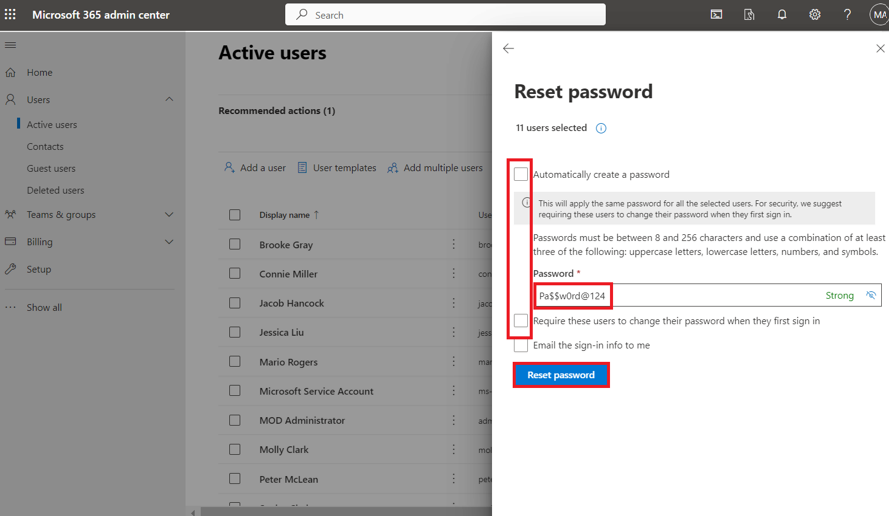 Microsoft 365 admin center
Search
MA
Home
Users
Active users
Contacts
Guest users
Deleted users
Teams & groups
Billing
Setup
Show all
Active users
Recommended actions (1)
Add a user
User templates
Add multiple users
Display name ↑
Use
Brooke Gray
broo
Connie Miller
con
Jacob Hancock
jaco
Jessica Liu
jess
Mario Rogers
mar
Microsoft Service Account
ms-
MOD Administrator
adm
Molly Clark
moll
Peter McLean
pete
Reset password
11 users selected
Automatically create a password
This will apply the same password for all the selected users. For security, we suggest
requiring these users to change their password when they first sign in.
Passwords must be between 8 and 256 characters and use a combination of at least
three of the following: uppercase letters, lowercase letters, numbers, and symbols.
Password *
Pa$$w0rd@124
Strong
Require these users to change their password when they first sign in
Email the sign-in info to me
Reset password